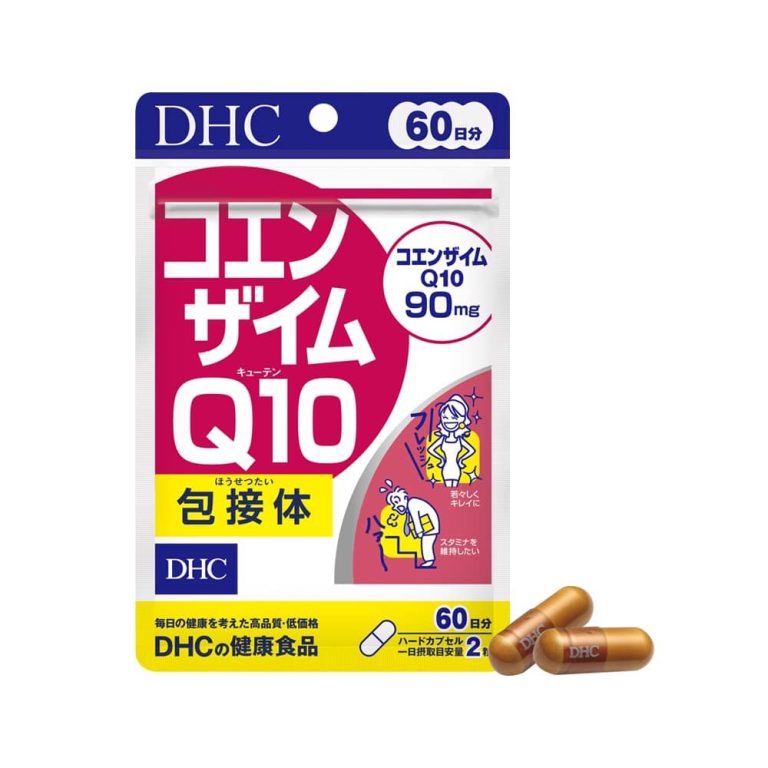 DHC
60日分
コエン
ザイム
キューテン
Q10
ほうせつたい
包接体
コエンザイム
Q10
90mg
フレッシュ
若々しく
キレイに
ハァー
スタミナを
維持したい
DHC
毎日の健康を考えた高品質・低価格
DHCの健康食品
60日分
ハードカプセル
一日摂取目安量2粒
DHC
DHC